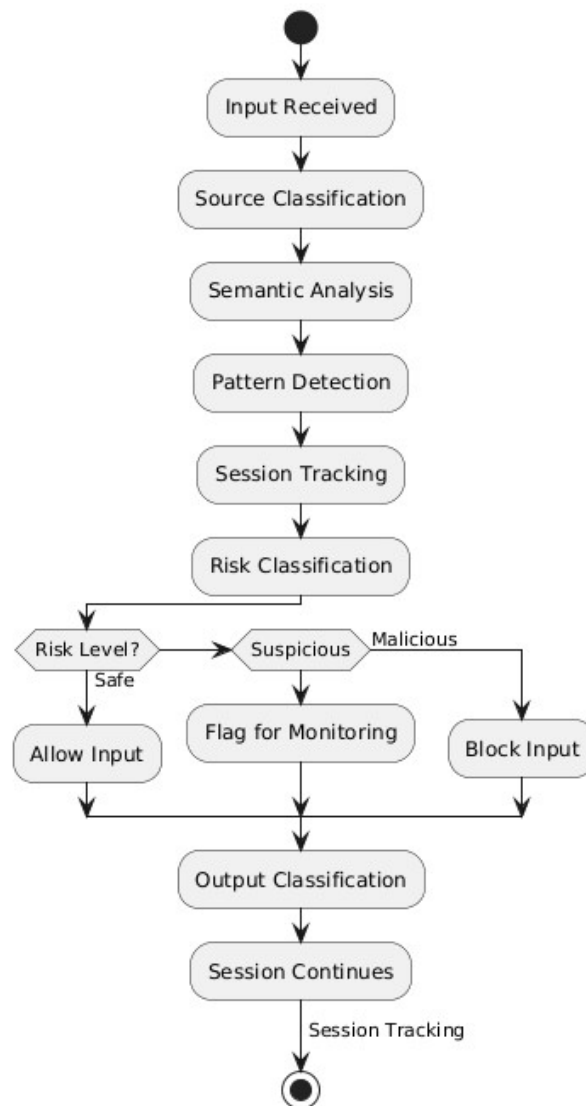 Input Received
Source Classification
Semantic Analysis
Pattern Detection
Session Tracking
Risk Classification
Risk Level?
Suspicious
Malicious
Safe
Allow Input
Flag for Monitoring
Block Input
Output Classification
Session Continues
Session Tracking